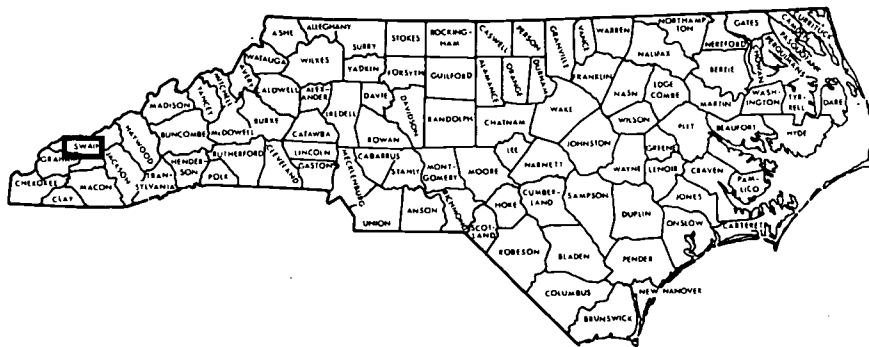 ASHE
ALLEGHANY
SURRY
STOKES
ROCKING-
HAM
CASWELL
PERSON
GRANVILLE
VANCE
WARREN
NORTHAMP
TON
GATES
CURRITUCK
CAMDEN
PASQUOTANK
PERQUIMANS
CHOWAN
WATAUGA
WILKES
YADKIN
FORSYTH
GUILFORD
ALAMANCE
ORANGE
DURHAM
FRANKLIN
HALIFAX
HERTFORD
BERTIE
MITCHELL
AVERY
YANCEY
MADISON
CALDWELL
ALEX-
ANDER
IREDELL
DAVIE
DAVIDSON
RANDOLPH
CHATHAM
WAKE
NASH
EDGE
COMBE
MARTIN
WASH-
INGTON
TYR-
RELL
DARE
SWAIN
HAYWOOD
BUNCOMBE
McDOWELL
BURKE
CATAWBA
ROWAN
WILSON
PITT
BEAUFORT
HYDE
GRAHAM
JACKSON
HENDER-
SON
RUTHERFORD
CLEVELAND
LINCOLN
GASTON
MECKLENBURG
CABARRUS
STANLY
MONT-
GOMERY
MOORE
LEE
HARNETT
JOHNSTON
WAYNE
GREENE
LENOIR
CRAVEN
PAM-
LICO
CHEROKEE
CLAY
MACON
TRAN-
SYLVANIA
POLK
UNION
ANSON
RICHMOND
SCOT-
LAND
HOKE
CUMBER-
LAND
SAMPSON
DUPLIN
JONES
ONSLOW
CARTERET
ROBESON
BLADEN
PENDER
COLUMBUS
NEW HANOVER
BRUNSWICK